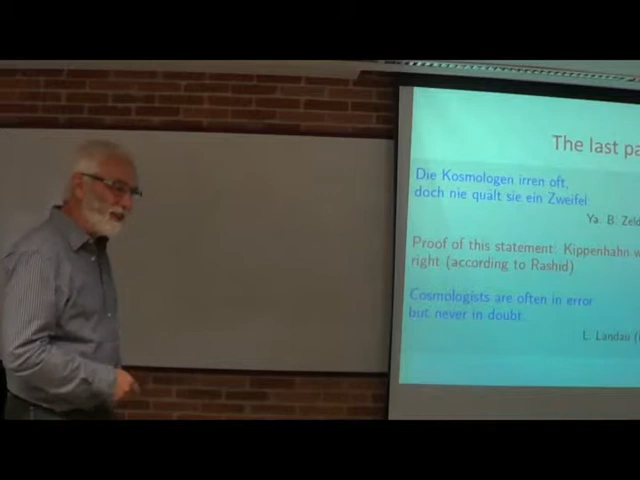 The last pa
Die Kosmologen irren oft,
doch nie quält sie ein Zweifel
Ya. B. Zeld
Proof of this statement: Kippenhahn w
right (according to Rashid)
Cosmologists are often in error
but never in doubt.
L. Landau (